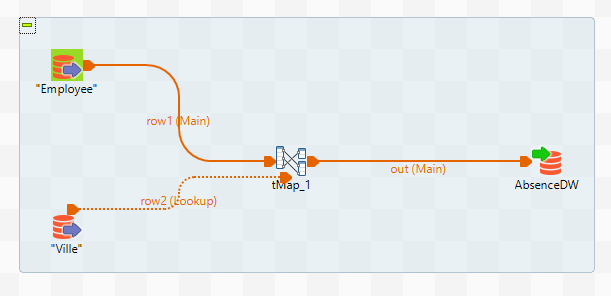 "Employee"
row1 (Main)
tMap_1
out (Main)
AbsenceDW
row2 (Lookup)
"Ville"